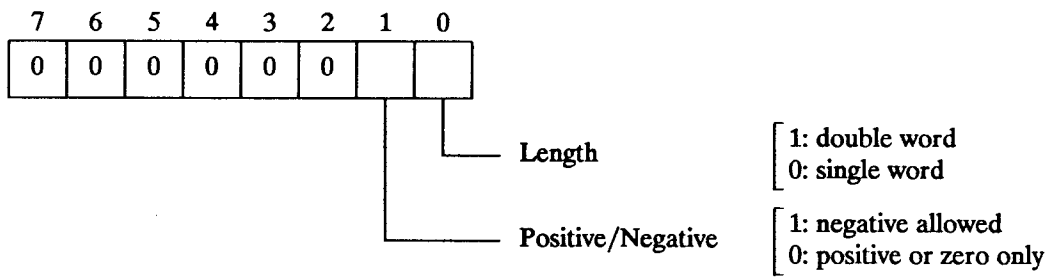 7 6 5 4 3 2 1 0
0 0 0 0 0 0
Length
1: double word
0: single word
Positive/Negative
1: negative allowed
0: positive or zero only